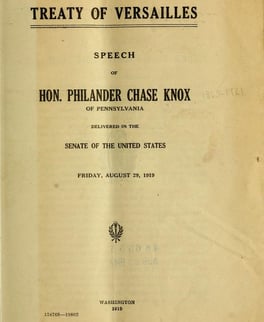 TREATY OF VERSAILLES
SPEECH
OF
HON. PHILANDER CHASE KNOX
OF PENNSYLVANIA
DELIVERED IN THE
SENATE OF THE UNITED STATES
FRIDAY, AUGUST 29, 1919
WASHINGTON
1919